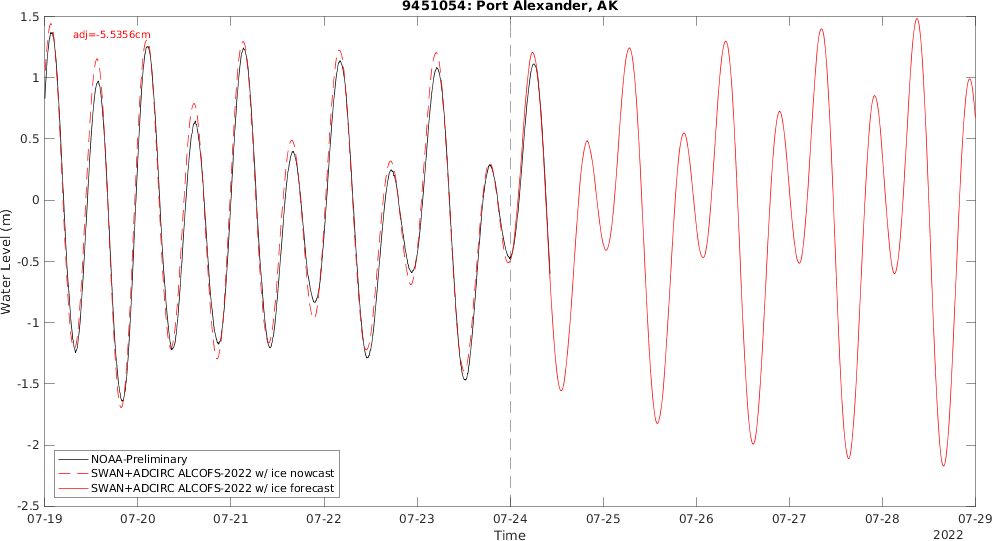 9451054: Port Alexander, AK
adj=-5.5356cm
1.5
1
0.5
0
-0.5
-1
-1.5
-2
-2.5
Water Level (m)
NOAA-Preliminary
SWAN+ADCIRC ALCOFS-2022 w/ ice nowcast
SWAN+ADCIRC ALCOFS-2022 w/ ice forecast
07-19 07-20 07-21 07-22 07-23 07-24 07-25 07-26 07-27 07-28 07-29
Time
2022